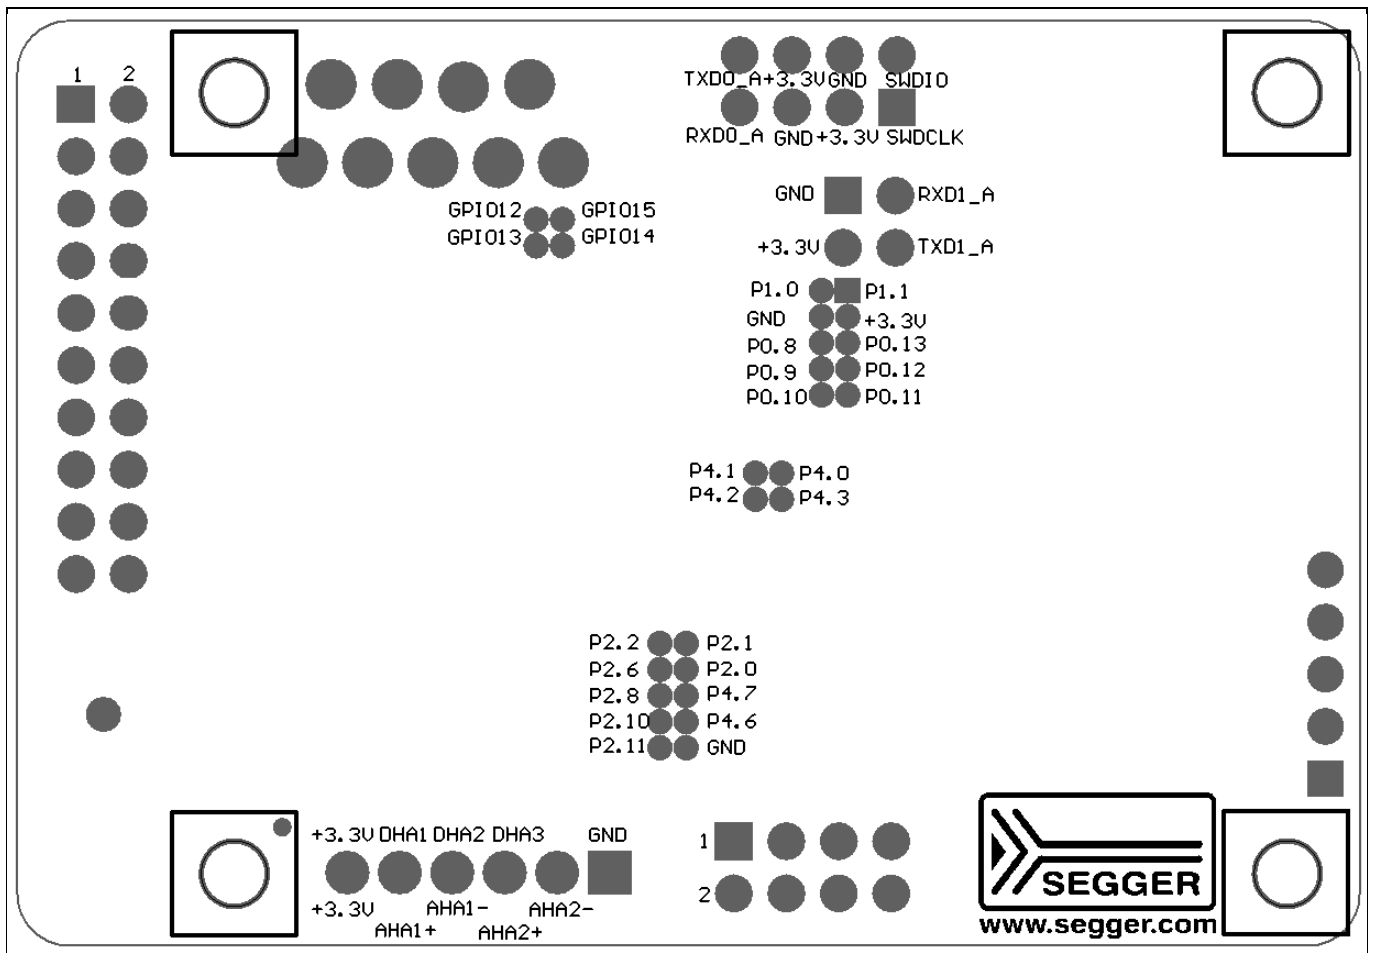 1 2
TXD0_A +3.3V GND SWDIO
RXD0_A GND +3.3V SWDCLK
GND RXD1_A
+3.3V TXD1_A
GPIO12 GPIO15
GPIO13 GPIO14
P1.0 P1.1
GND +3.3V
P0.8 P0.13
P0.9 P0.12
P0.10 P0.11
P4.1 P4.0
P4.2 P4.3
P2.2 P2.1
P2.6 P2.0
P2.8 P4.7
P2.10 P4.6
P2.11 GND
+3.3V DHA1 DHA2 DHA3 GND
+3.3V AHA1+ AHA1- AHA2+ AHA2-
1
2
SEGGER
www.segger.com